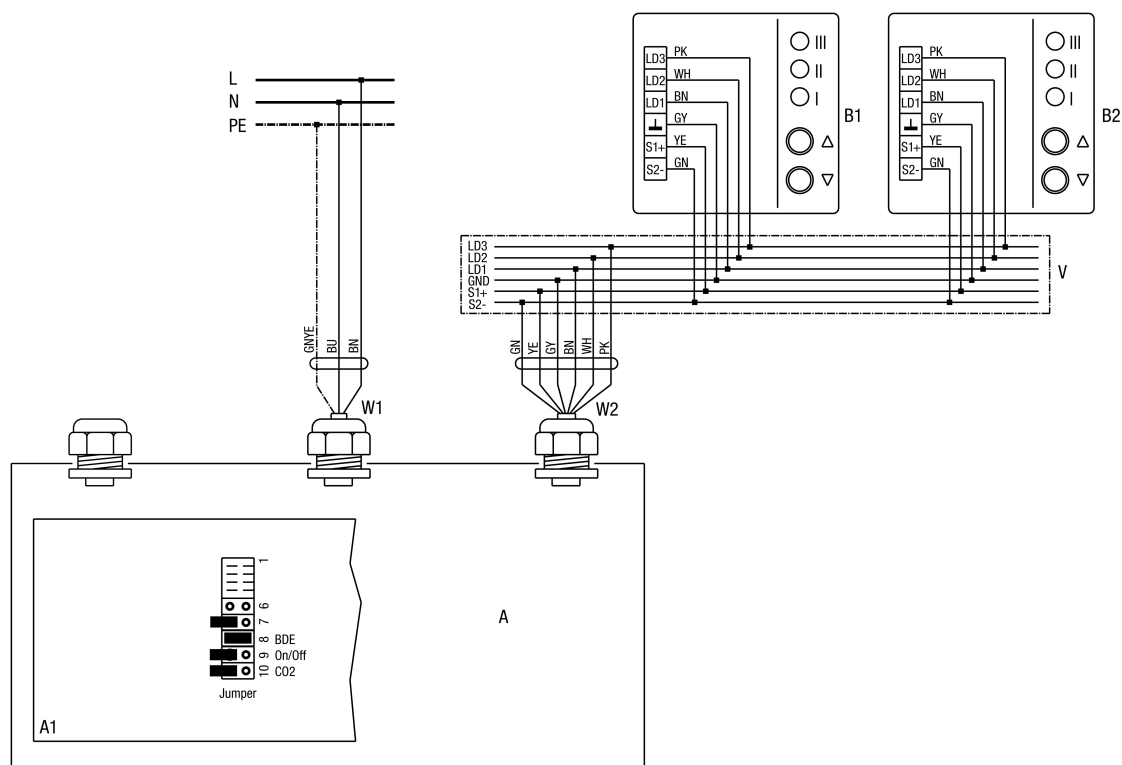 L
N
PE
GNYE
BU
BN
W1
LD3 PK
LD2 WH
LD1 BN
GY
S1+ YE
S2- GN
III
II
I
B1
LD3 PK
LD2 WH
LD1 BN
GY
S1+ YE
S2- GN
III
II
I
B2
LD3
LD2
LD1
GND
S1+
S2-
V
GN
YE
GY
BN
WH
PK
W2
1
6
7
8 BDE
9 On/Off
10 CO2
Jumper
A1
A